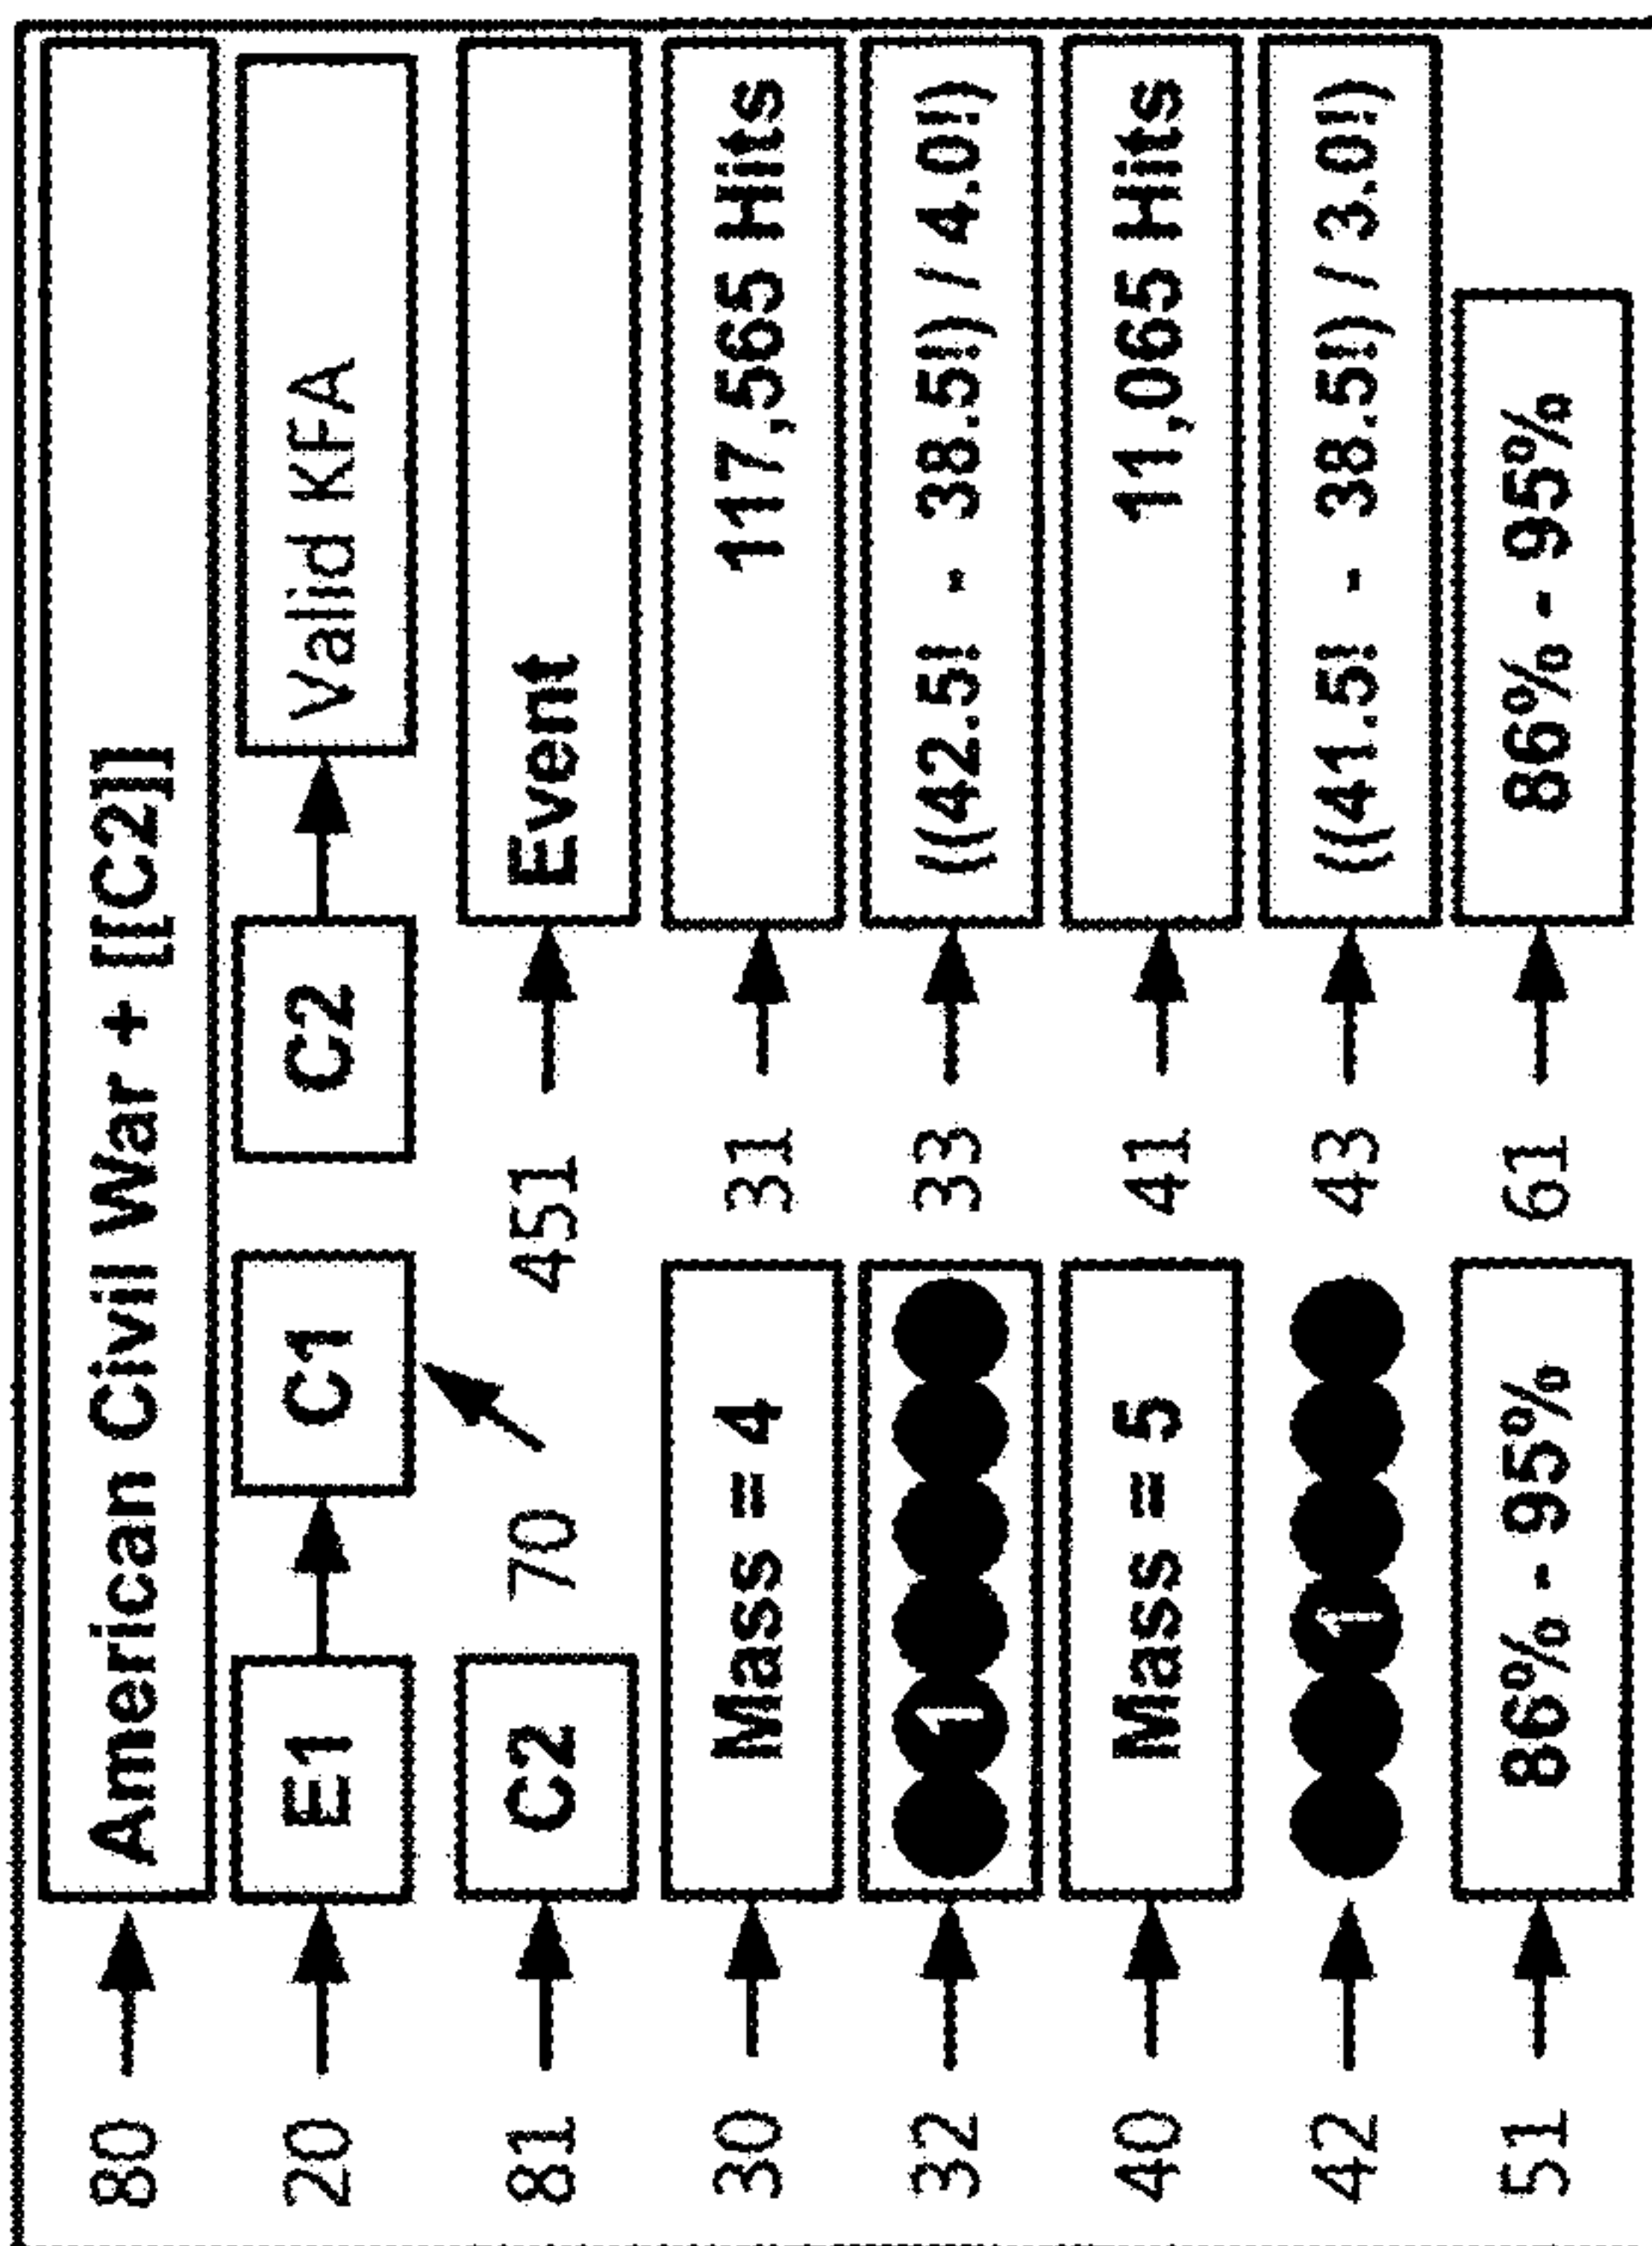 80 American Civil War + [[C2]]
20 E1 C1 C2 Valid KFA
81 C2 70 451 Event
30 Mass = 4 31 117,565 Hits
32 1 33 ((42.5!! - 38.5!!) / 4.0!!)
40 Mass = 5 41 11,065 Hits
42 1 43 ((41.5!! - 38.5!!) / 3.0!!)
51 86% - 95% 61 86% - 95%